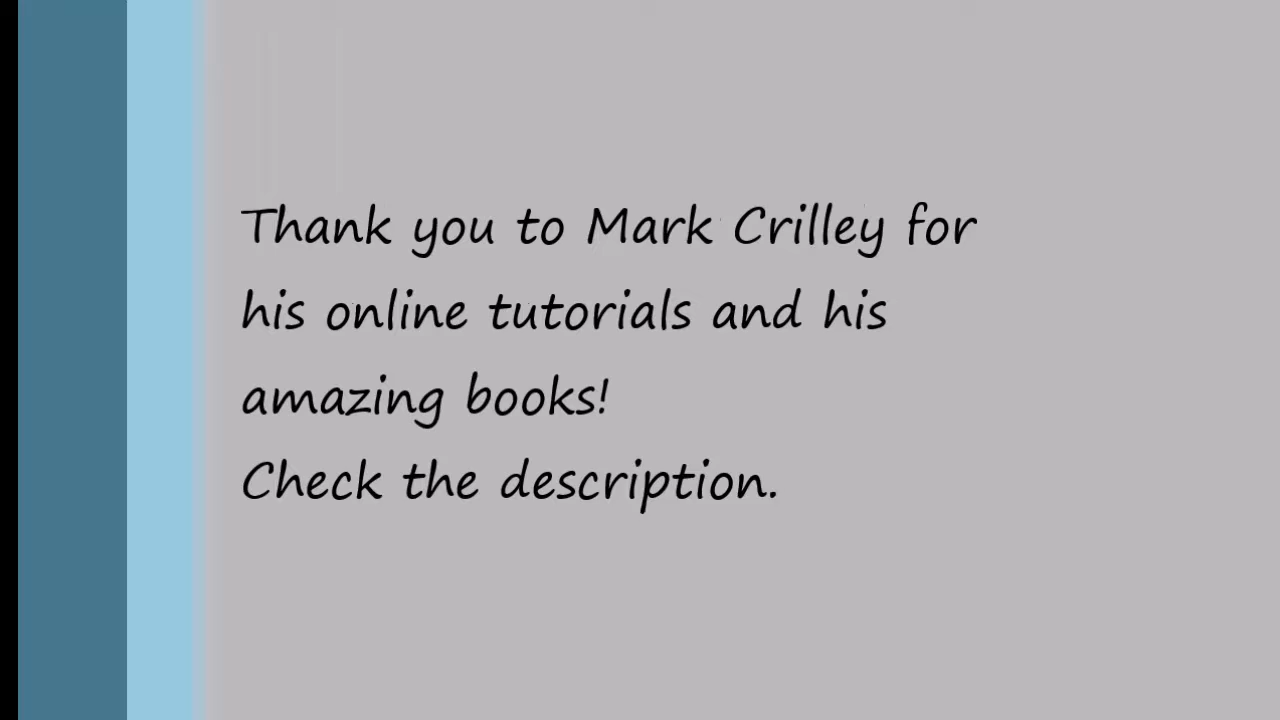 Thank you to Mark Crilley for
his online tutorials and his
amazing books!
Check the description.